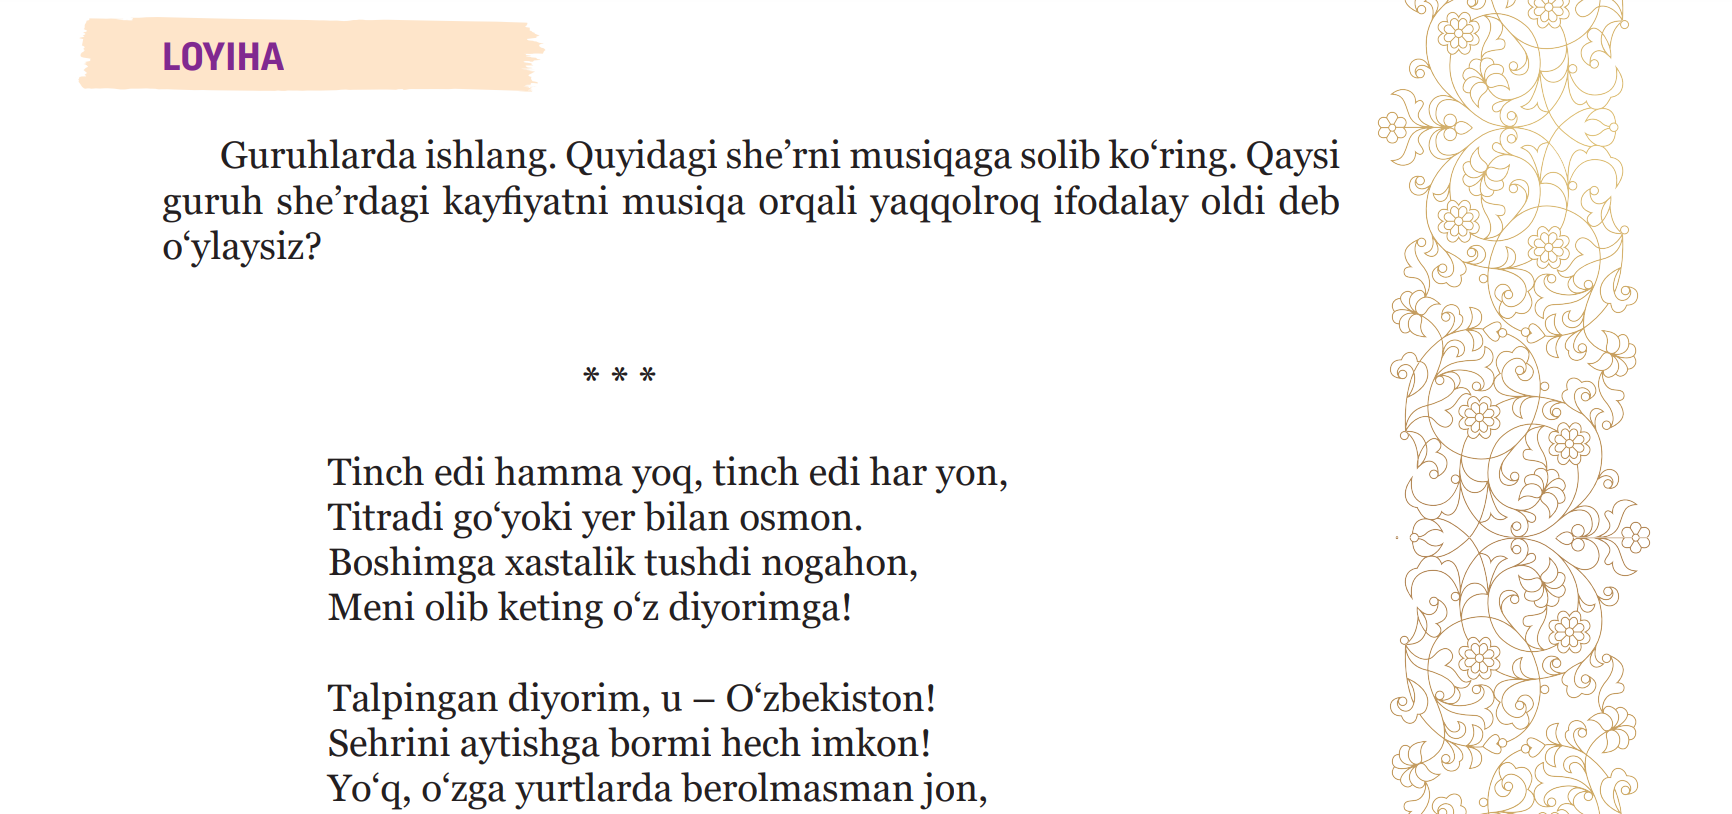 LOYIHA
Guruhlarda ishlang. Quyidagi she’rni musiqaga solib ko‘ring. Qaysi
guruh she’rdagi kayfiyatni musiqa orqali yaqqolroq ifodalay oldi deb
o‘ylaysiz?
* * *
Tinch edi hamma yoq, tinch edi har yon,
Titradi go‘yoki yer bilan osmon.
Boshimga xastalik tushdi nogahon,
Meni olib keting o‘z diyorimga!
Talpingan diyorim, u – O‘zbekiston!
Sehrini aytishga bormi hech imkon!
Yo‘q, o‘zga yurtlarda berolmasman jon,